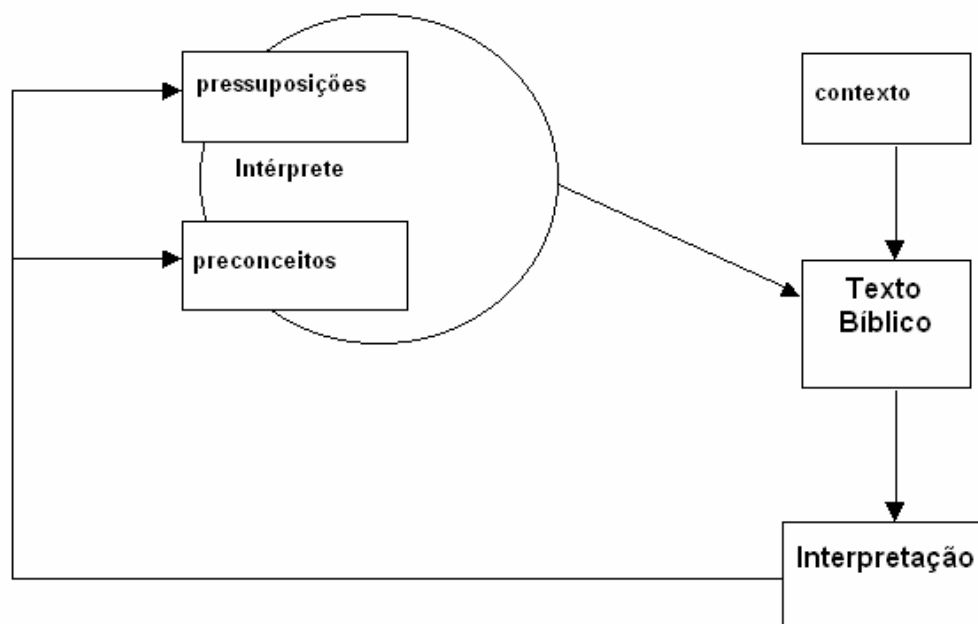 pressuposições
contexto
Intérprete
preconceitos
Texto
Bíblico
Interpretação